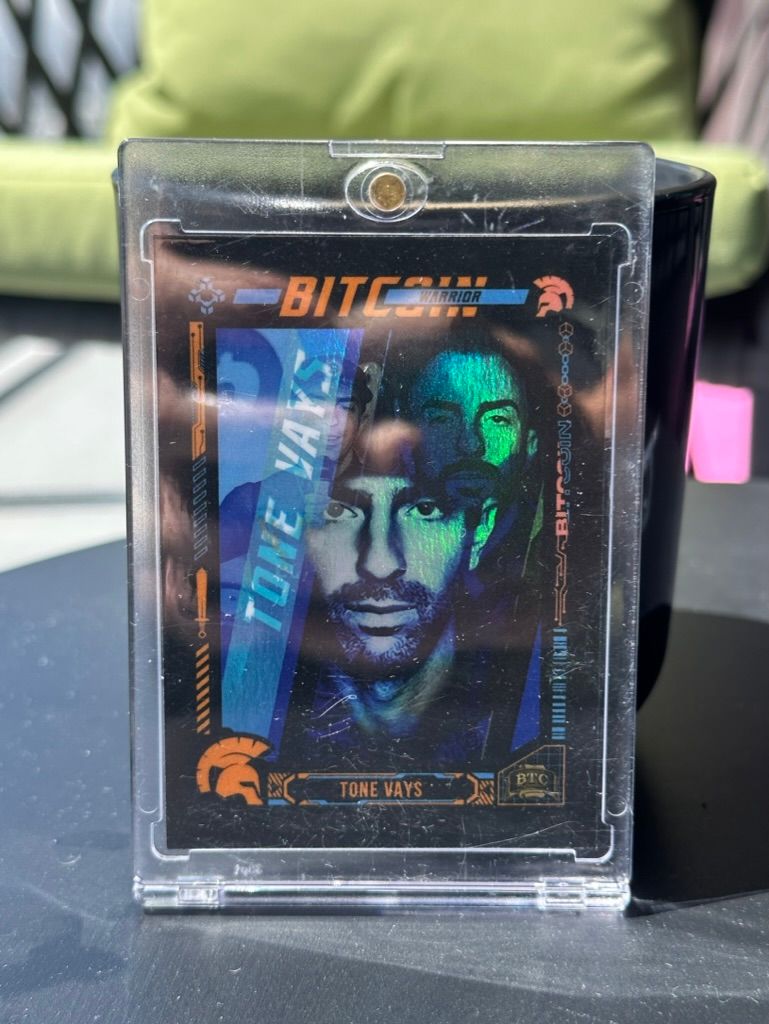 BITCOIN
WARRIOR
TONE VAYS
BITCOIN
TONE VAYS
BTC